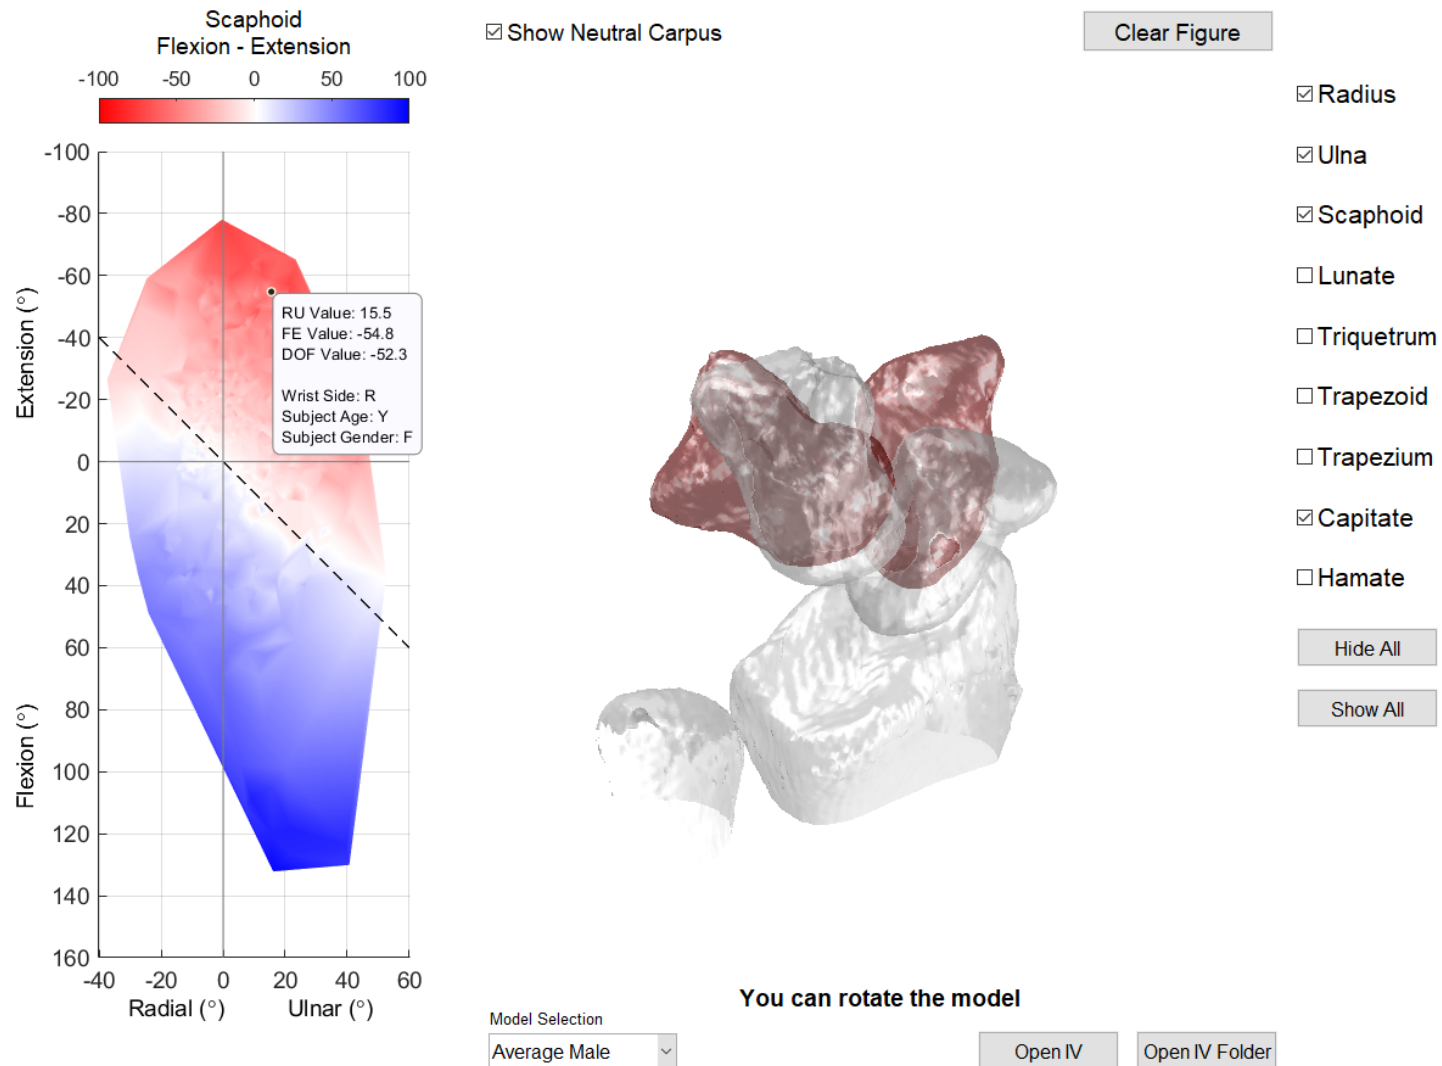 Scaphoid
Flexion - Extension
-100 -50 0 50 100
-100
-80
-60
-40
-20
0
20
40
60
80
100
120
140
160
Extension (°)
Flexion (°)
-40 -20 0 20 40 60
Radial (°) Ulnar (°)
RU Value: 15.5
FE Value: -54.8
DOF Value: -52.3
Wrist Side: R
Subject Age: Y
Subject Gender: F
Show Neutral Carpus
Clear Figure
Radius
Ulna
Scaphoid
Lunate
Triquetrum
Trapezoid
Trapezium
Capitate
Hamate
Hide All
Show All
You can rotate the model
Model Selection
Average Male
Open IV
Open IV Folder